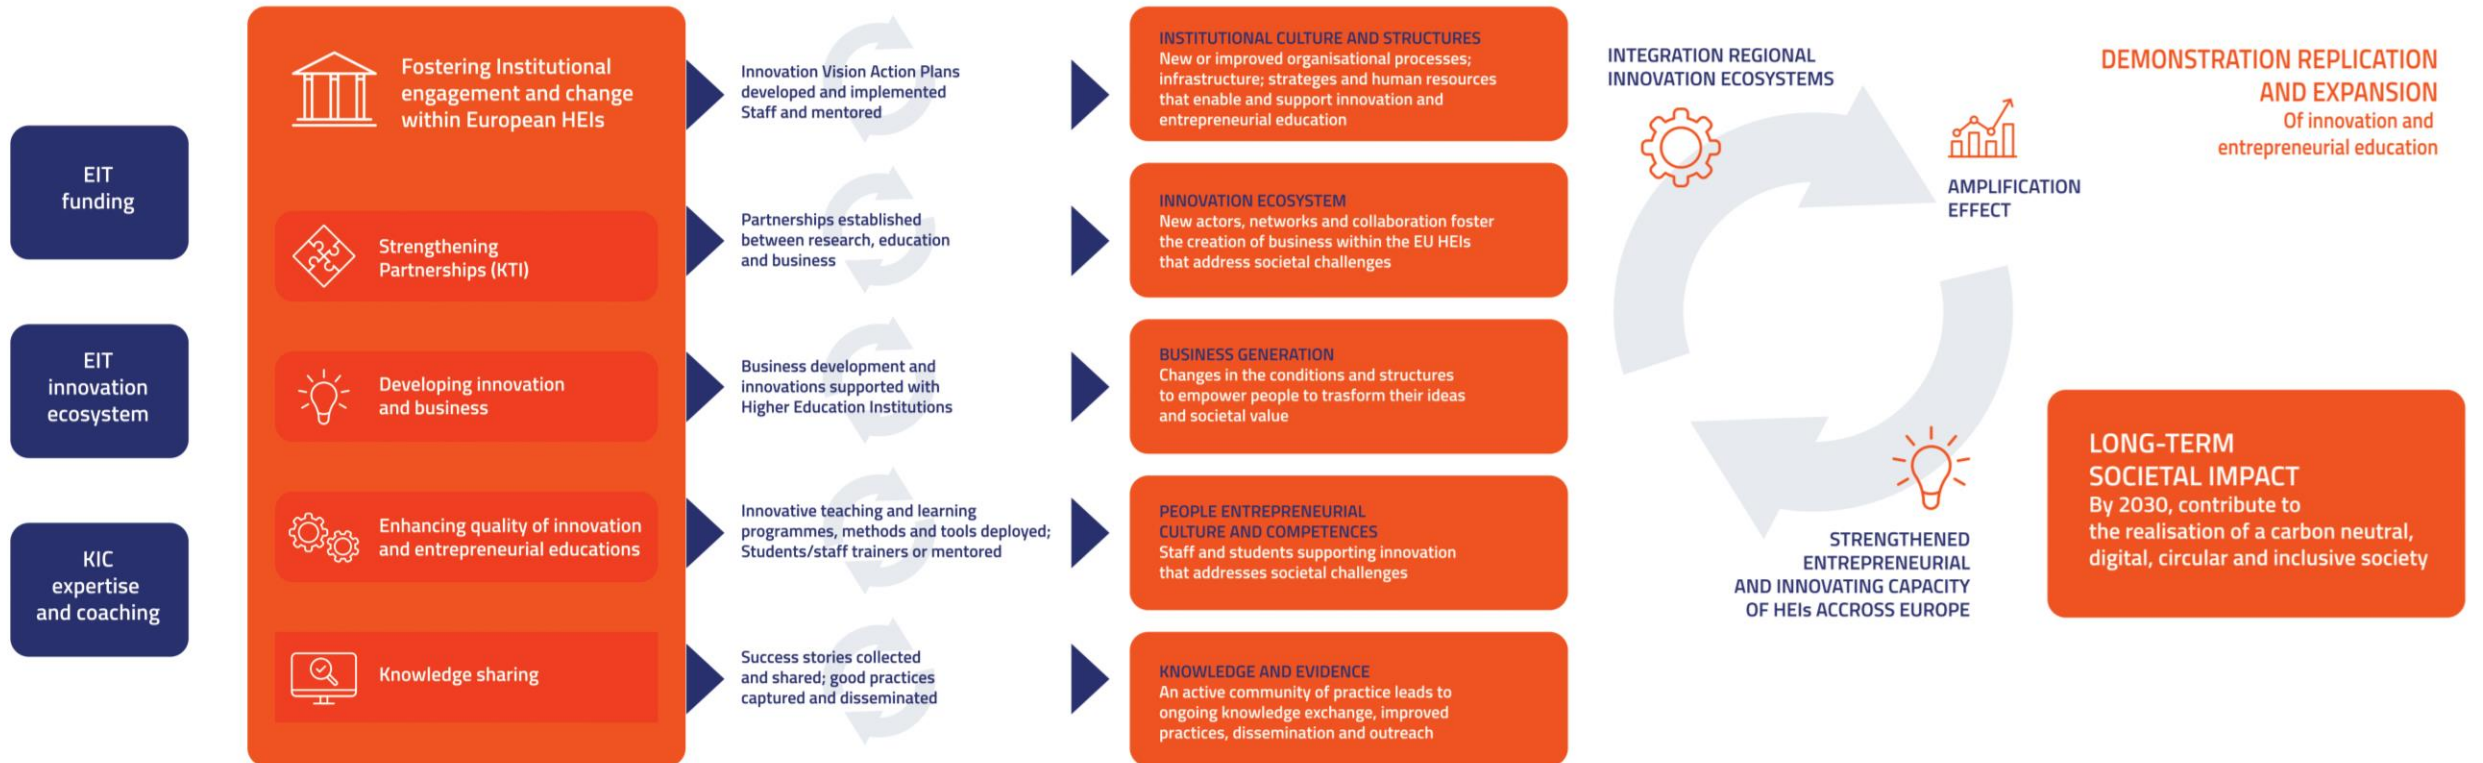 EIT
funding
EIT
innovation
ecosystem
KIC
expertise
and coaching
Fostering Institutional
engagement and change
within European HEIs
Strengthening
Partnerships (KTI)
Developing innovation
and business
Enhancing quality of innovation
and entrepreneurial educations
Knowledge sharing
Innovation Vision Action Plans
developed and implemented
Staff and mentored
Partnerships established
between research, education
and business
Business development and
innovations supported with
Higher Education Institutions
Innovative teaching and learning
programmes, methods and tools deployed;
Students/staff trainers or mentored
Success stories collected
and shared; good practices
captured and disseminated
INSTITUTIONAL CULTURE AND STRUCTURES
New or improved organisational processes;
infrastructure; strateges and human resources
that enable and support innovation and
entrepreneurial education
INNOVATION ECOSYSTEM
New actors, networks and collaboration foster
the creation of business within the EU HEIs
that address societal challenges
BUSINESS GENERATION
Changes in the conditions and structures
to empower people to trasform their ideas
and societal value
PEOPLE ENTREPRENEURIAL
CULTURE AND COMPETENCES
Staff and students supporting innovation
that addresses societal challenges
KNOWLEDGE AND EVIDENCE
An active community of practice leads to
ongoing knowledge exchange, improved
practices, dissemination and outreach
INTEGRATION REGIONAL
INNOVATION ECOSYSTEMS
AMPLIFICATION
EFFECT
STRENGTHENED
ENTREPRENEURIAL
AND INNOVATING CAPACITY
OF HEIs ACCROSS EUROPE
DEMONSTRATION REPLICATION
AND EXPANSION
Of innovation and
entrepreneurial education
LONG-TERM
SOCIETAL IMPACT
By 2030, contribute to
the realisation of a carbon neutral,
digital, circular and inclusive society